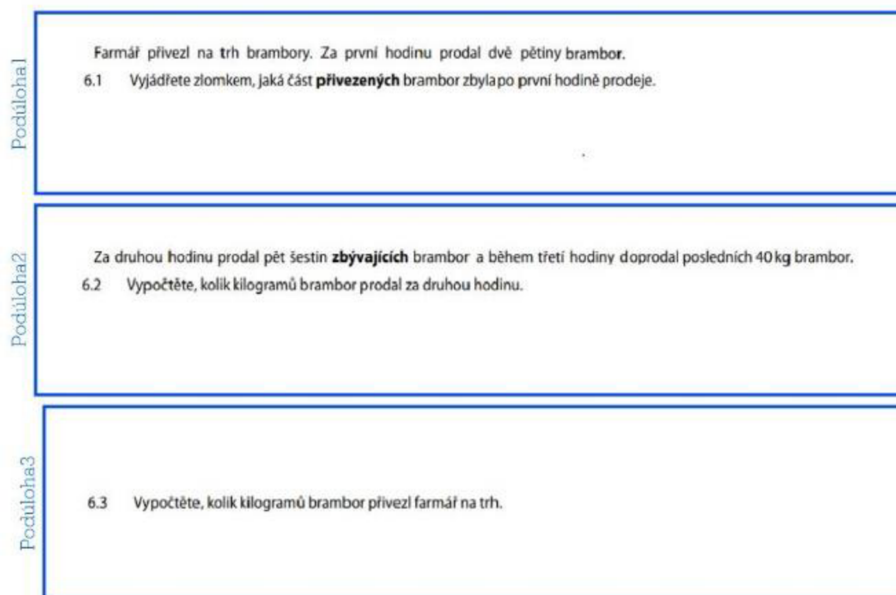 Podúloha1
Farmář přivezl na trh brambory. Za první hodinu prodal dvě pětiny brambor.
6.1 Vyjádřete zlomkem, jaká část přivezených brambor zbylapo první hodině prodeje.
Podúloha2
Za druhou hodinu prodal pět šestin zbývajících brambor a během třetí hodiny doprodal posledních 40 kg brambor.
6.2 Vypočtěte, kolik kilogramů brambor prodal za druhou hodinu.
Podúloha3
6.3 Vypočtěte, kolik kilogramů brambor přivezl farmář na trh.